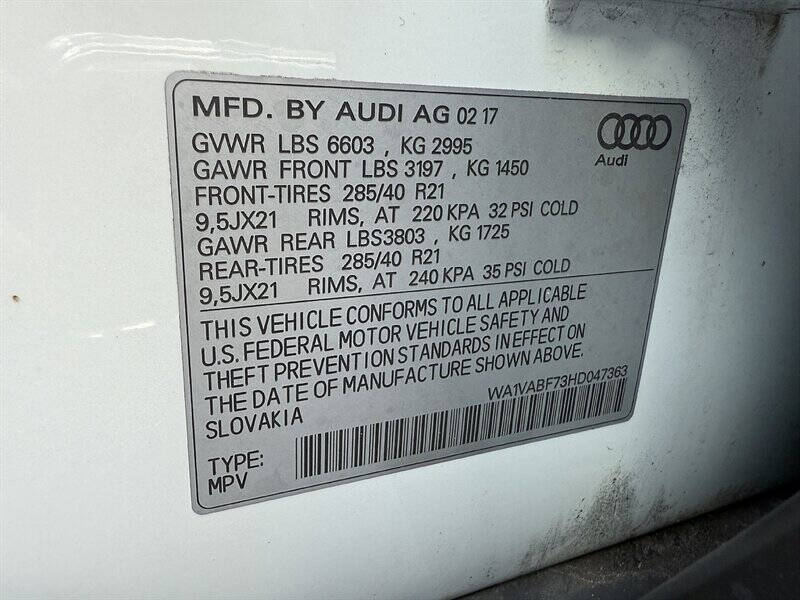 MFD. BY AUDI AG 02 17
GVWR LBS 6603 , KG 2995
GAWR FRONT LBS 3197 , KG 1450
FRONT-TIRES 285/40 R21
9,5JX21 RIMS, AT 220 KPA 32 PSI COLD
GAWR REAR LBS3803 , KG 1725
REAR-TIRES 285/40 R21
9,5JX21 RIMS, AT 240 KPA 35 PSI COLD
Audi
THIS VEHICLE CONFORMS TO ALL APPLICABLE
U.S. FEDERAL MOTOR VEHICLE SAFETY AND
THEFT PREVENTION STANDARDS IN EFFECT ON
THE DATE OF MANUFACTURE SHOWN ABOVE.
SLOVAKIA
WA1VABF73HD047363
TYPE:
MPV